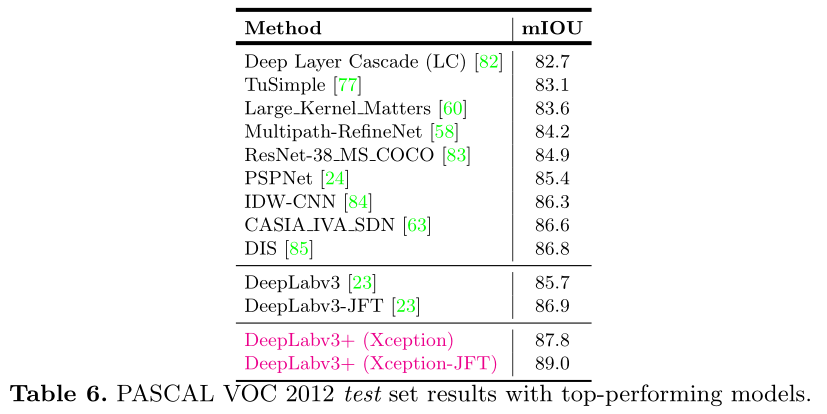 Method mIOU
Deep Layer Cascade (LC) [82] 82.7
TuSimple [77] 83.1
Large_Kernel_Matters [60] 83.6
Multipath-RefineNet [58] 84.2
ResNet-38_MS_COCO [83] 84.9
PSPNet [24] 85.4
IDW-CNN [84] 86.3
CASIA_IVA_SDN [63] 86.6
DIS [85] 86.8
DeepLabv3 [23] 85.7
DeepLabv3-JFT [23] 86.9
DeepLabv3+ (Xception) 87.8
DeepLabv3+ (Xception-JFT) 89.0
Table 6. PASCAL VOC 2012 test set results with top-performing models.